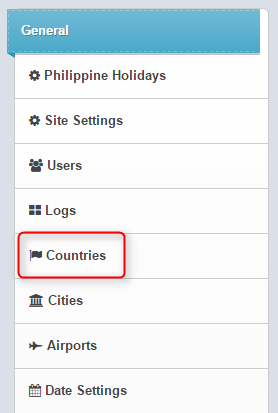 General
Philippine Holidays
Site Settings
Users
Logs
Countries
Cities
Airports
Date Settings